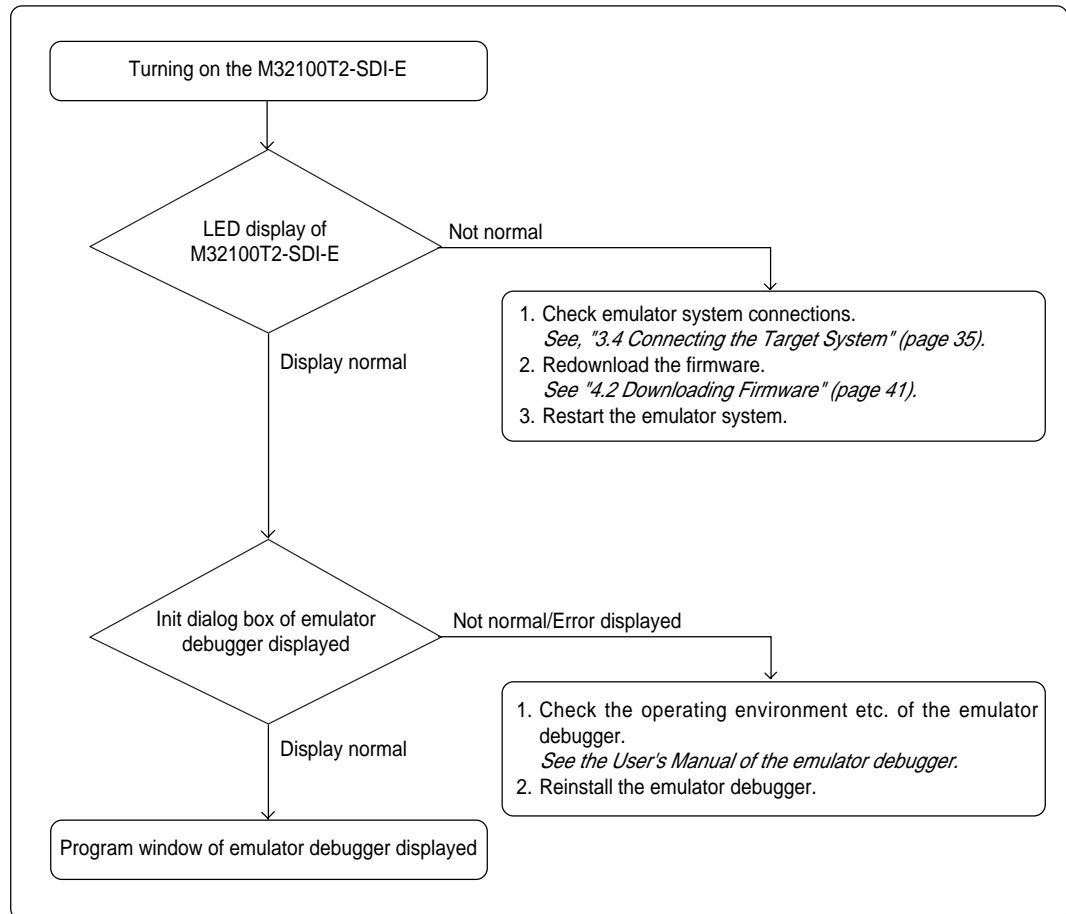 Turning on the M32100T2-SDI-E
LED display of
M32100T2-SDI-E
Not normal
1. Check emulator system connections.
See, "3.4 Connecting the Target System" (page 35).
2. Redownload the firmware.
See "4.2 Downloading Firmware" (page 41).
3. Restart the emulator system.
Display normal
Init dialog box of emulator
debugger displayed
Not normal/Error displayed
1. Check the operating environment etc. of the emulator
debugger.
See the User's Manual of the emulator debugger.
2. Reinstall the emulator debugger.
Display normal
Program window of emulator debugger displayed